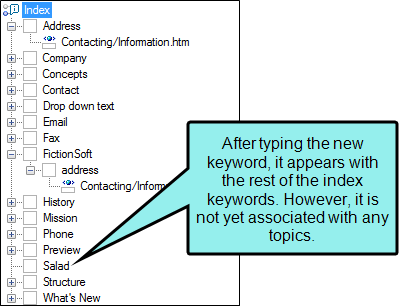 Index
Address
Contacting/Information.htm
Company
Concepts
Contact
Drop down text
Email
Fax
FictionSoft
address
Contacting/Inform
History
Mission
Phone
Preview
Salad
Structure
What's New
After typing the new
keyword, it appears with
the rest of the index
keywords. However, it is
not yet associated with any
topics.